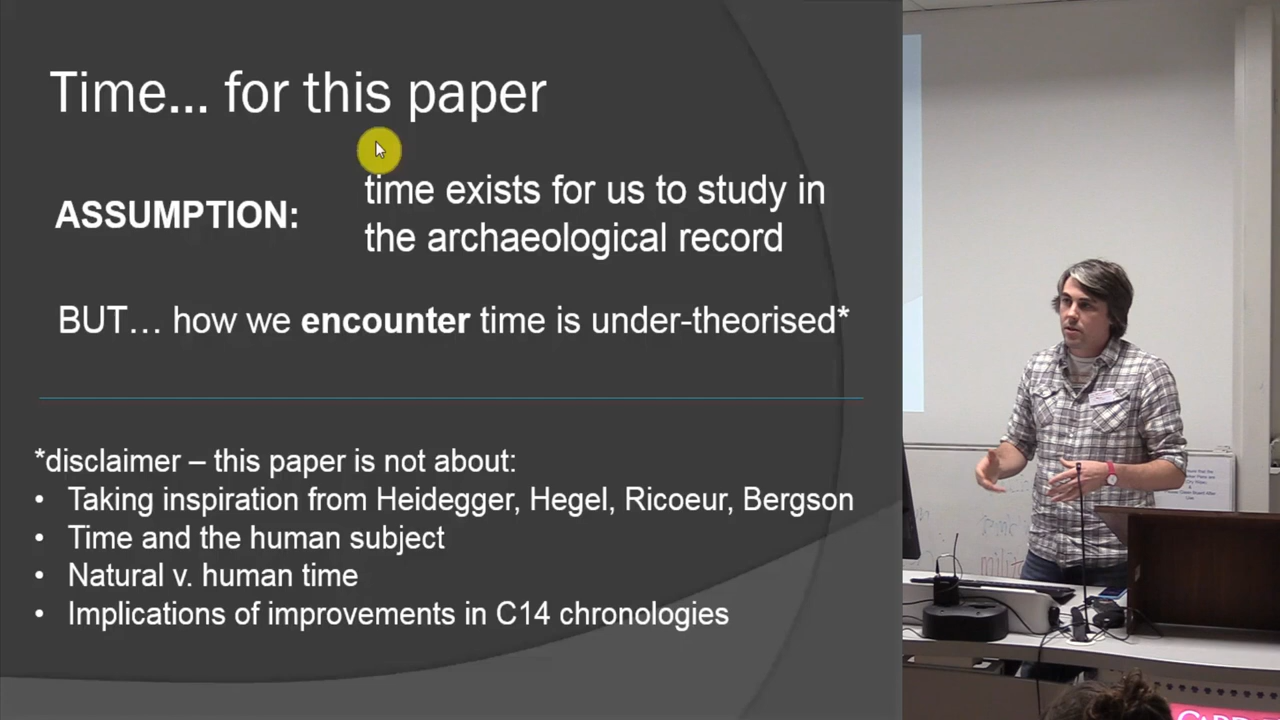 Time... for this paper
ASSUMPTION:
time exists for us to study in
the archaeological record
BUT... how we encounter time is under-theorised*
*disclaimer – this paper is not about:
• Taking inspiration from Heidegger, Hegel, Ricoeur, Bergson
• Time and the human subject
• Natural v. human time
• Implications of improvements in C14 chronologies